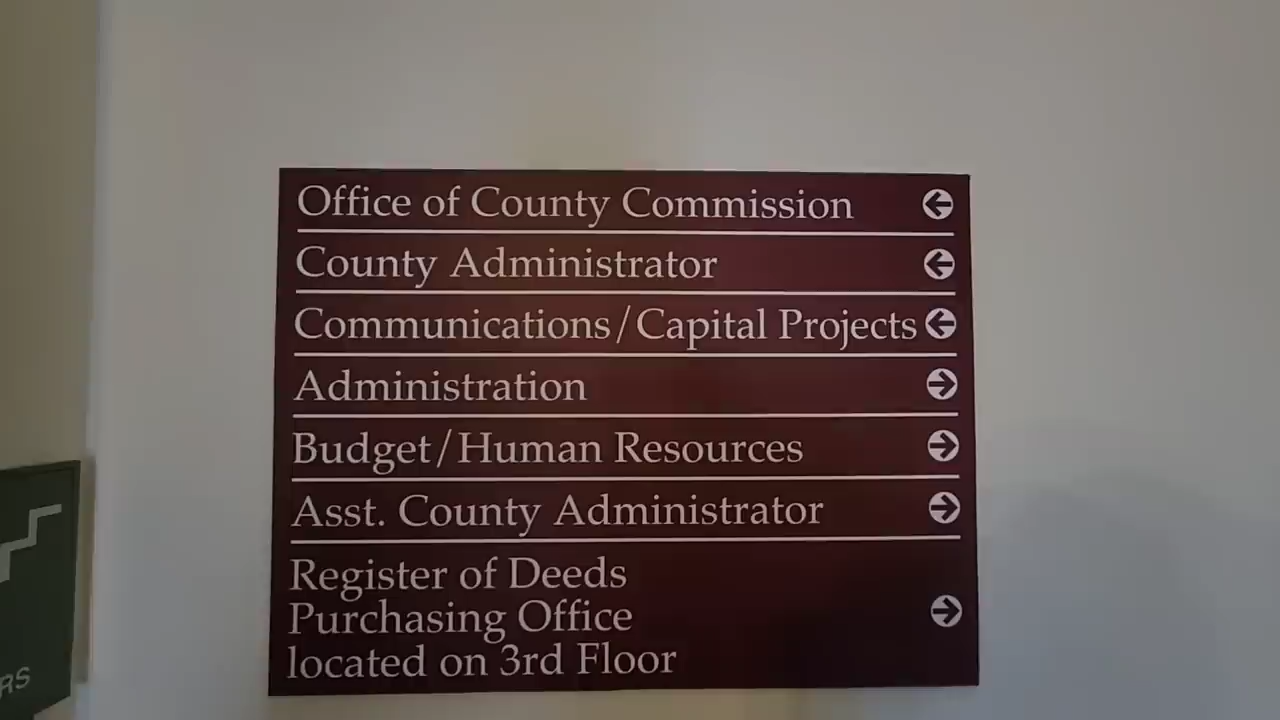 Office of County Commission
County Administrator
Communications/Capital Projects
Administration
Budget/Human Resources
Asst. County Administrator
Register of Deeds
Purchasing Office
located on 3rd Floor
RS